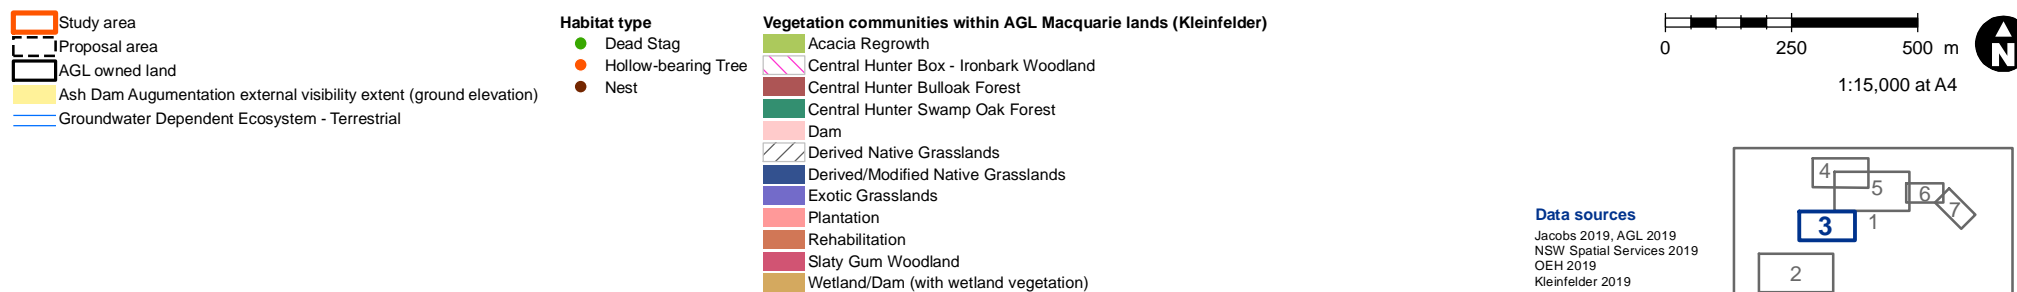 Study area
Proposal area
AGL owned land
Ash Dam Augumentation external visibility extent (ground elevation)
Groundwater Dependent Ecosystem - Terrestrial
Habitat type
Dead Stag
Hollow-bearing Tree
Nest
Vegetation communities within AGL Macquarie lands (Kleinfelder)
Acacia Regrowth
Central Hunter Box - Ironbark Woodland
Central Hunter Bulloak Forest
Central Hunter Swamp Oak Forest
Dam
Derived Native Grasslands
Derived/Modified Native Grasslands
Exotic Grasslands
Plantation
Rehabilitation
Slaty Gum Woodland
Wetland/Dam (with wetland vegetation)
0 250 500 m
N
1:15,000 at A4
Data sources
Jacobs 2019, AGL 2019
NSW Spatial Services 2019
OEH 2019
Kleinfelder 2019
4
5
6
7
3
1
2